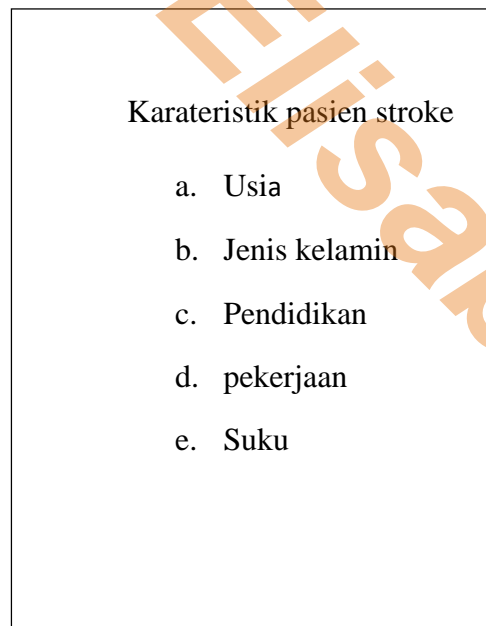 Karateristik pasien stroke
a. Usia
b. Jenis kelamin
c. Pendidikan
d. pekerjaan
e. Suku